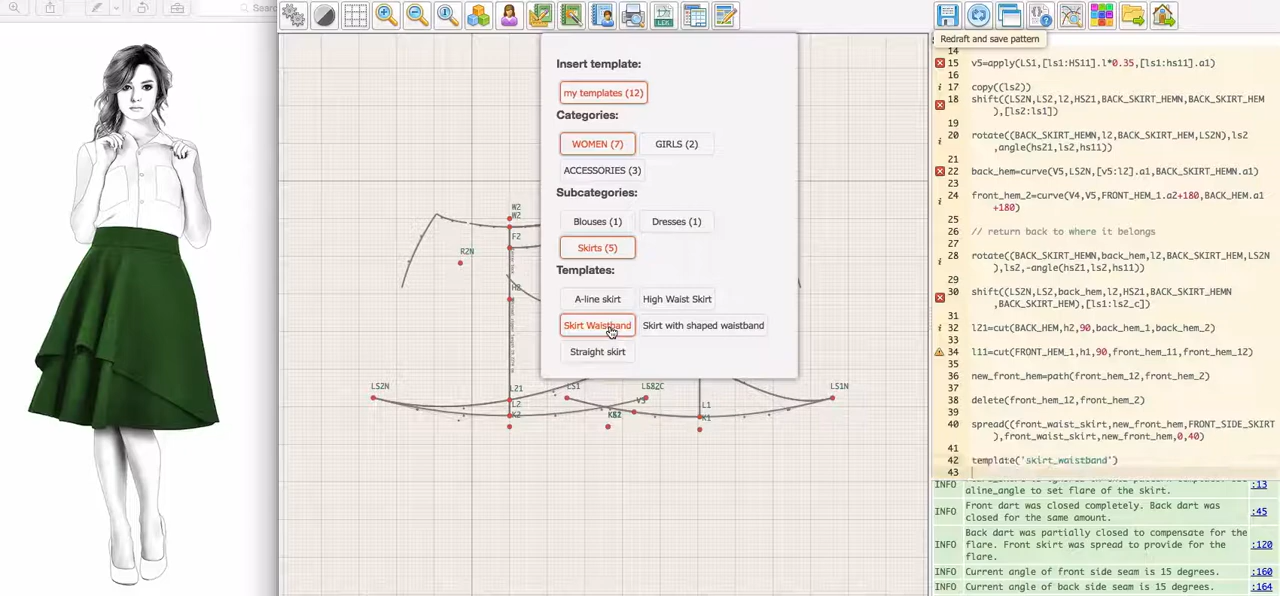 Searc
Redraft and save pattern
Insert template:
my templates (12)
Categories:
WOMEN (7) GIRLS (2)
ACCESSORIES (3)
Subcategories:
Blouses (1) Dresses (1)
Skirts (5)
Templates:
A-line skirt High Waist Skirt
Skirt Waistband Skirt with shaped waistband
Straight skirt
W2
W2
F2
R2N
H2
LS2N
L21
L2
K2
LS1
LS2C
V5
L1
K1
LS1N
14
15 v5=apply(LS1,[ls1:HS11].l*0.35,[ls1:hs11].a1)
16
17 copy((ls2))
18 shift((LS2N,LS2,l2,HS21,BACK_SKIRT_HEMN,BACK_SKIRT_HEM
),[ls2:ls1])
19
20 rotate((BACK_SKIRT_HEMN,l2,BACK_SKIRT_HEM,LS2N),ls2
,angle(hs21,ls2,hs11))
21
22 back_hem=curve(V5,LS2N,[v5:l2].a1,BACK_SKIRT_HEMN.a1)
23
24 front_hem_2=curve(V4,V5,FRONT_HEM_1.a2+180,BACK_HEM.a1
+180)
25
26 // return back to where it belongs
27
28 rotate((BACK_SKIRT_HEMN,back_hem,l2,BACK_SKIRT_HEM,LS2N
),ls2,-angle(hs21,ls2,hs11))
29
30 shift((LS2N,LS2,back_hem,l2,HS21,BACK_SKIRT_HEMN
,BACK_SKIRT_HEM),[ls1:ls2_c])
31
32 l21=cut(BACK_HEM,h2,90,back_hem_1,back_hem_2)
33
34 l11=cut(FRONT_HEM_1,h1,90,front_hem_11,front_hem_12)
35
36 new_front_hem=path(front_hem_12,front_hem_2)
37
38 delete(front_hem_12,front_hem_2)
39
40 spread((front_waist_skirt,new_front_hem,FRONT_SIDE_SKIRT
),front_waist_skirt,new_front_hem,0,40)
41
42 template('skirt_waistband')
43
INFO :13
aline_angle to set flare of the skirt.
INFO Front dart was closed completely. Back dart was :45
closed for the same amount.
INFO Back dart was partially closed to compensate for the :120
flare. Front skirt was spread to provide for the
flare.
INFO Current angle of front side seam is 15 degrees. :160
INFO Current angle of back side seam is 15 degrees. :164